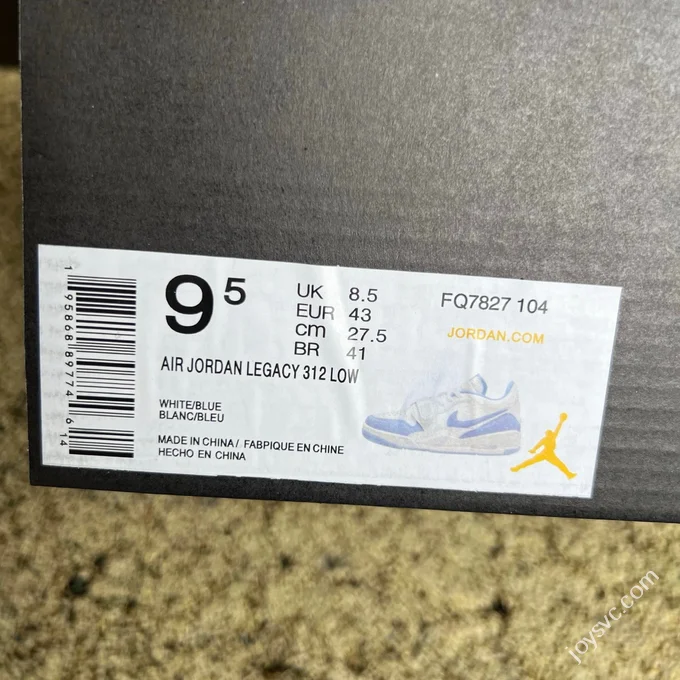 9 5
UK 8.5
EUR 43
cm 27.5
BR 41
FQ7827 104
JORDAN.COM
AIR JORDAN LEGACY 312 LOW
WHITE/BLUE
BLANC/BLEU
MADE IN CHINA/ FABRIQUE EN CHINE
HECHO EN CHINA
1 95868 89774 6 14
joysvc.com